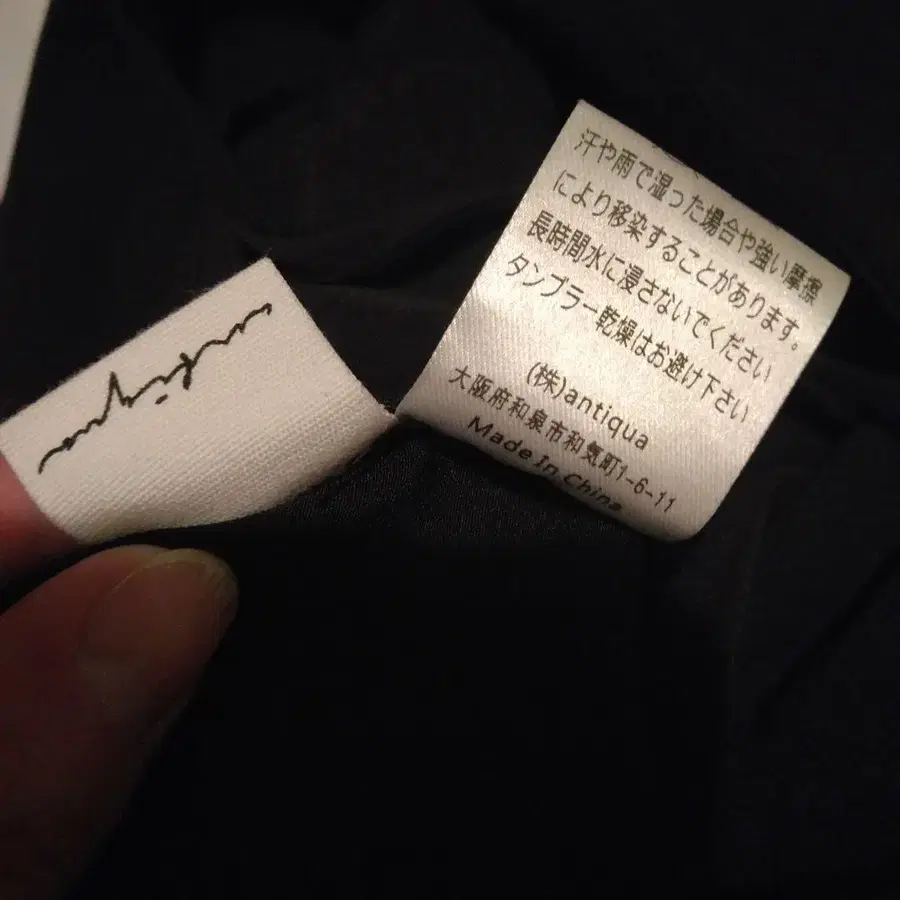 antiqua
汗や雨で湿った場合や強い摩擦
により移染することがあります。
長時間水に浸さないでください
タンブラー乾燥はお避け下さい
(株)antiqua
大阪府和泉市和気町1-6-11
Made In China